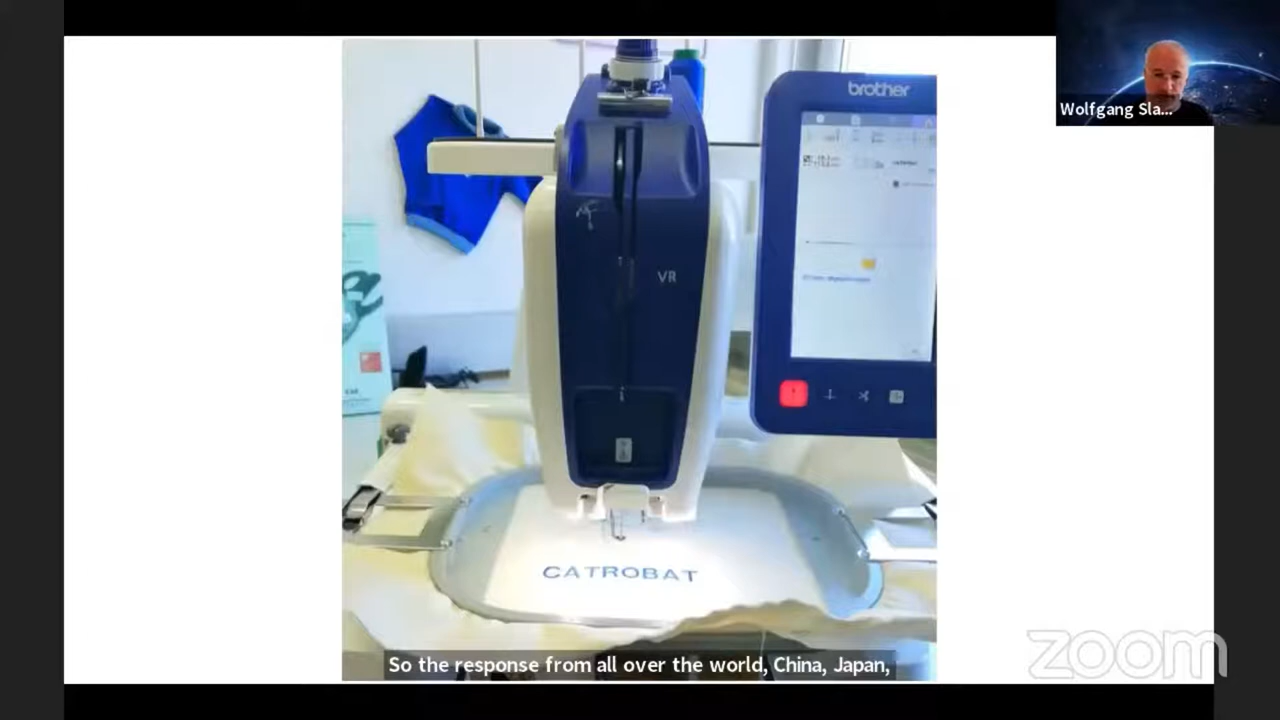 brother
Wolfgang Sla...
VR
CATROBAT
So the response from all over the world, China, Japan,
zoom